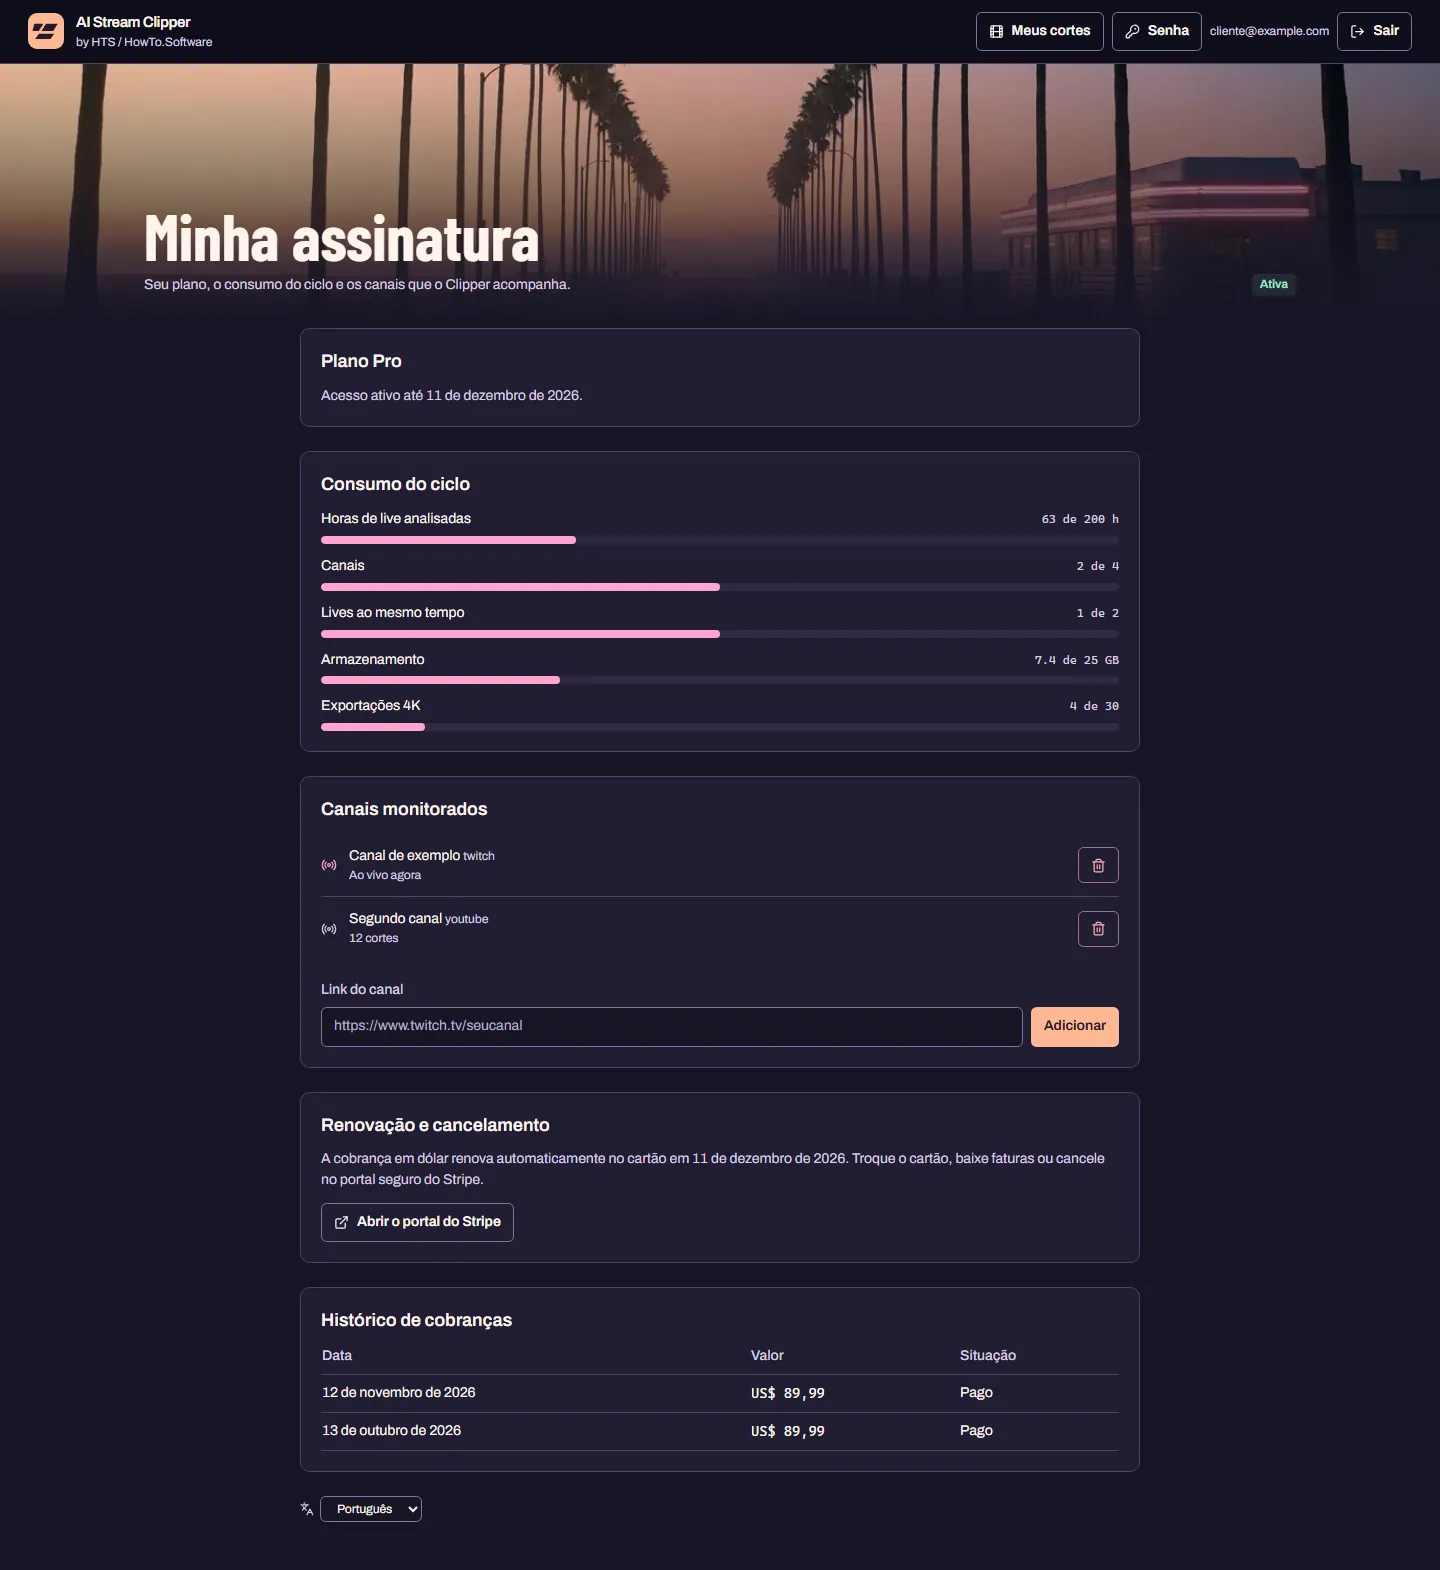 AI Stream Clipper
by HTS / HowTo.Software
Meus cortes
Senha
cliente@example.com
Sair
Minha assinatura
Seu plano, o consumo do ciclo e os canais que o Clipper acompanha.
Ativa
Plano Pro
Acesso ativo até 11 de dezembro de 2026.
Consumo do ciclo
Horas de live analisadas
63 de 200 h
Canais
2 de 4
Lives ao mesmo tempo
1 de 2
Armazenamento
7.4 de 25 GB
Exportações 4K
4 de 30
Canais monitorados
Canal de exemplo twitch
Ao vivo agora
Segundo canal youtube
12 cortes
Link do canal
https://www.twitch.tv/seucanal
Adicionar
Renovação e cancelamento
A cobrança em dólar renova automaticamente no cartão em 11 de dezembro de 2026. Troque o cartão, baixe faturas ou cancele
no portal seguro do Stripe.
Abrir o portal do Stripe
Histórico de cobranças
Data Valor Situação
12 de novembro de 2026 US$ 89,99 Pago
13 de outubro de 2026 US$ 89,99 Pago
Português